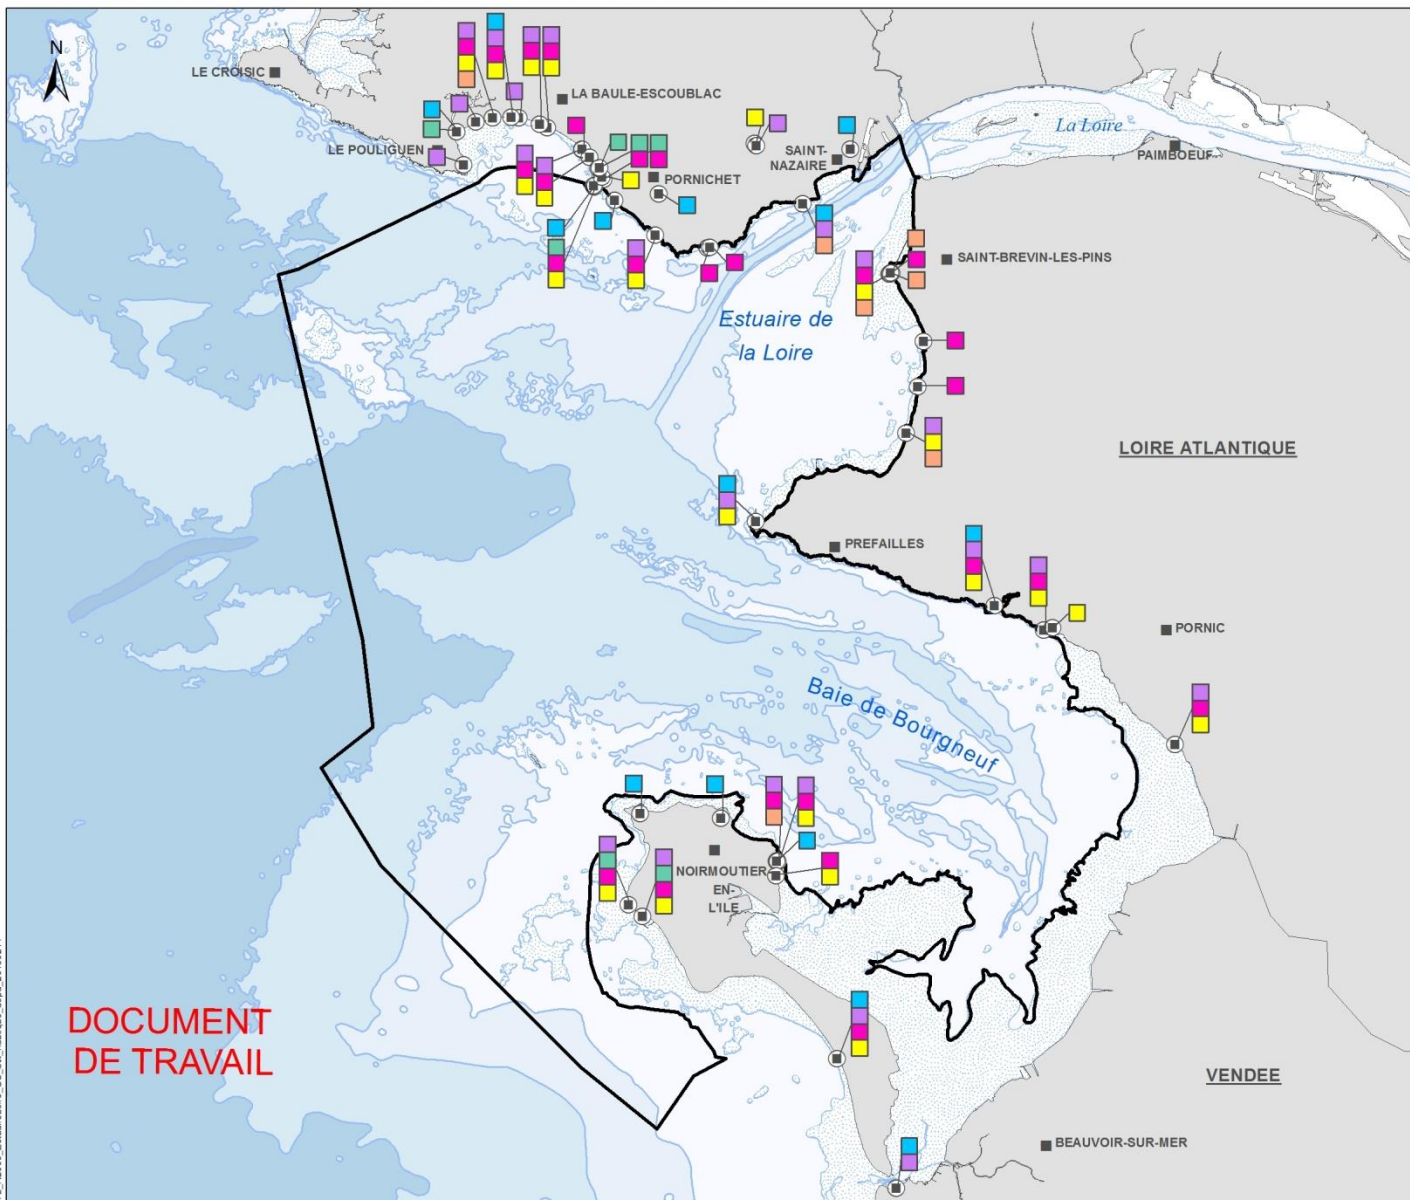 N
LE CROISIC
LA BAULE-ESCOUBLAC
LE POULIGUEN
SAINT-
NAZAIRE
La Loire
PAIMBOEUF
PORNICHET
SAINT-BREVIN-LES-PINS
Estuaire de
la Loire
LOIRE ATLANTIQUE
PREFAILLES
PORNIC
Baie de Bourgneuf
NOIRMOUTIER
EN-
L'ILE
DOCUMENT
DE TRAVAIL
VENDEE
BEAUVOIR-SUR-MER